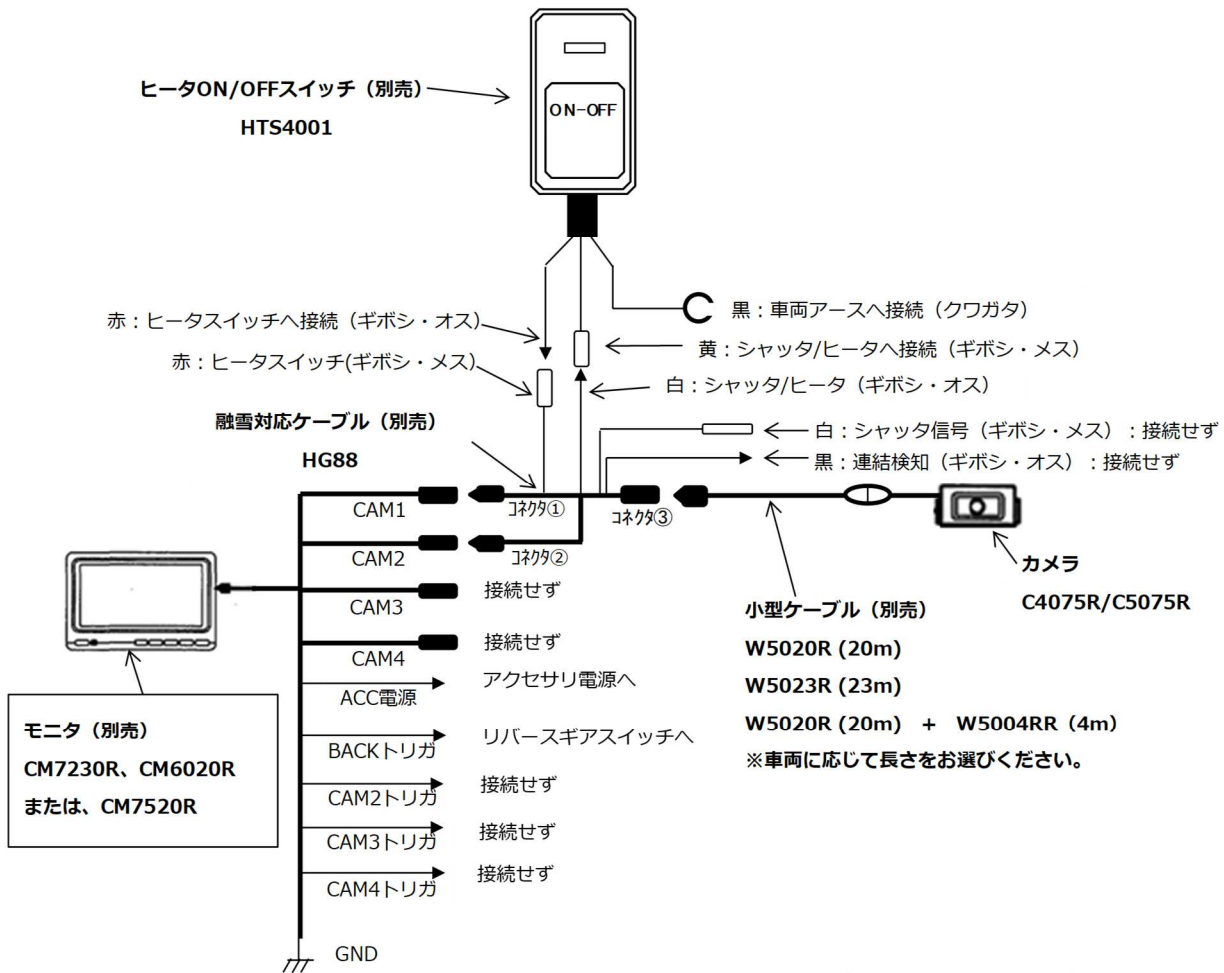 ヒータON/OFFスイッチ（別売）
HTS4001
ON-OFF
赤：ヒータスイッチへ接続（ギボシ・オス）
赤：ヒータスイッチ(ギボシ・メス)
黒：車両アースへ接続（クワガタ）
黄：シャッタ/ヒータへ接続（ギボシ・メス）
白：シャッタ/ヒータ（ギボシ・オス）
融雪対応ケーブル（別売）
HG88
白：シャッタ信号（ギボシ・メス）：接続せず
黒：連結検知（ギボシ・オス）：接続せず
CAM1
コネクタ①
コネクタ③
CAM2
コネクタ②
CAM3
接続せず
CAM4
接続せず
ACC電源
アクセサリ電源へ
BACKトリガ
リバースギアスイッチへ
CAM2トリガ
接続せず
CAM3トリガ
接続せず
CAM4トリガ
接続せず
GND
カメラ
C4075R/C5075R
小型ケーブル（別売）
W5020R (20m)
W5023R (23m)
W5020R (20m) + W5004RR（4m）
※車両に応じて長さをお選びください。
モニタ（別売）
CM7230R、CM6020R
または、CM7520R